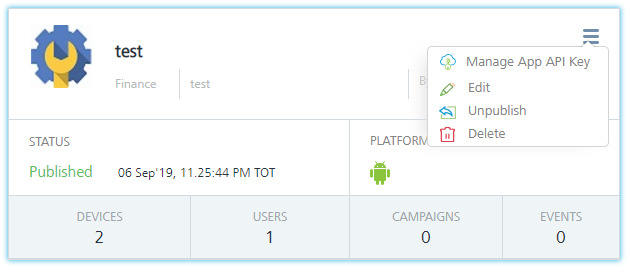 test
Finance
test
Manage App API Key
Edit
Unpublish
Delete
STATUS
PLATFORM
Published
06 Sep'19, 11.25:44 PM TOT
DEVICES
USERS
CAMPAIGNS
EVENTS
2
1
0
0